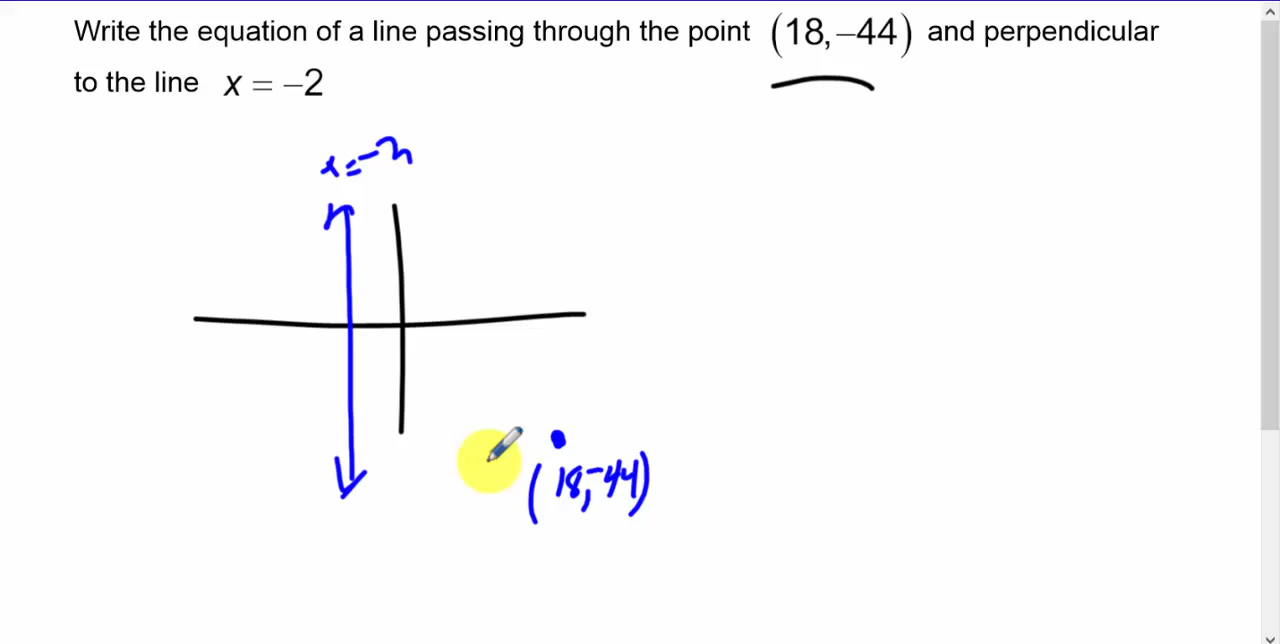 Write the equation of a line passing through the point (18,–44) and perpendicular
to the line x = –2
x=-2
(18,-44)